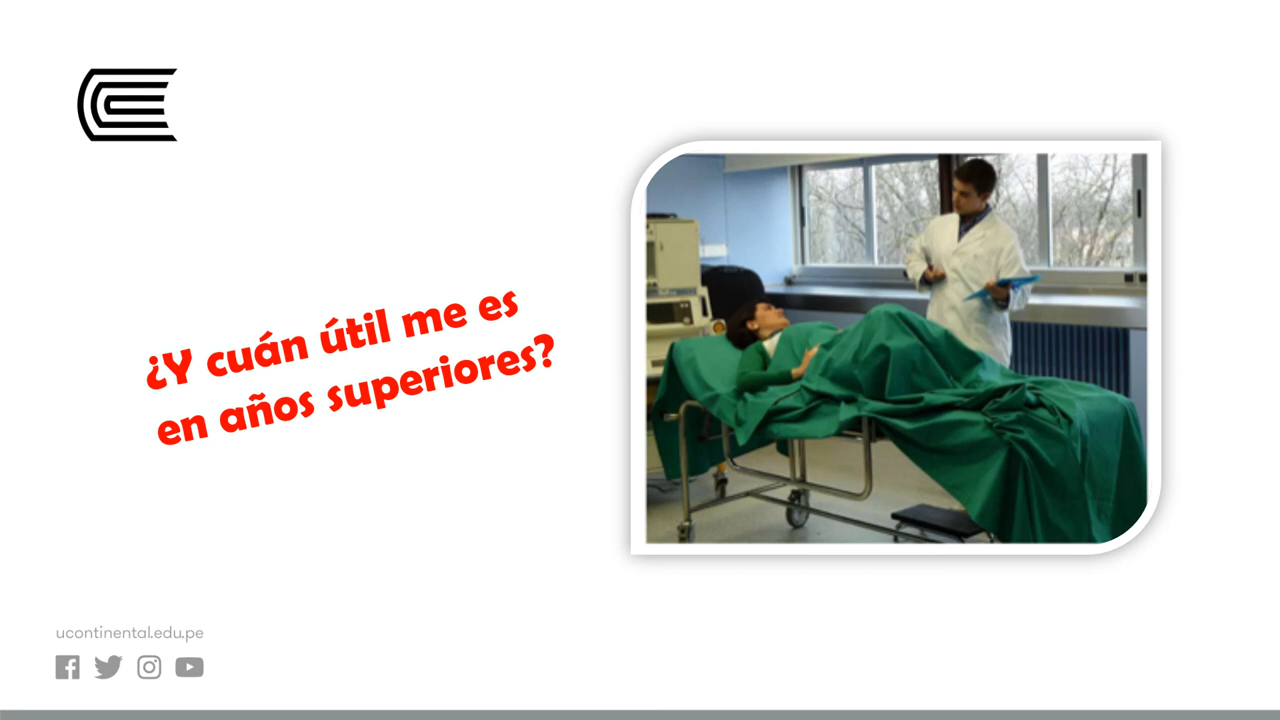 ¿Y cuán útil me es
en años superiores?
ucontinental.edu.pe